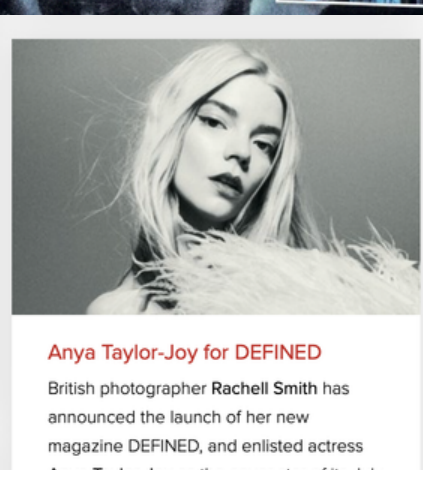 Anya Taylor-Joy for DEFINED
British photographer Rachell Smith has
announced the launch of her new
magazine DEFINED, and enlisted actress